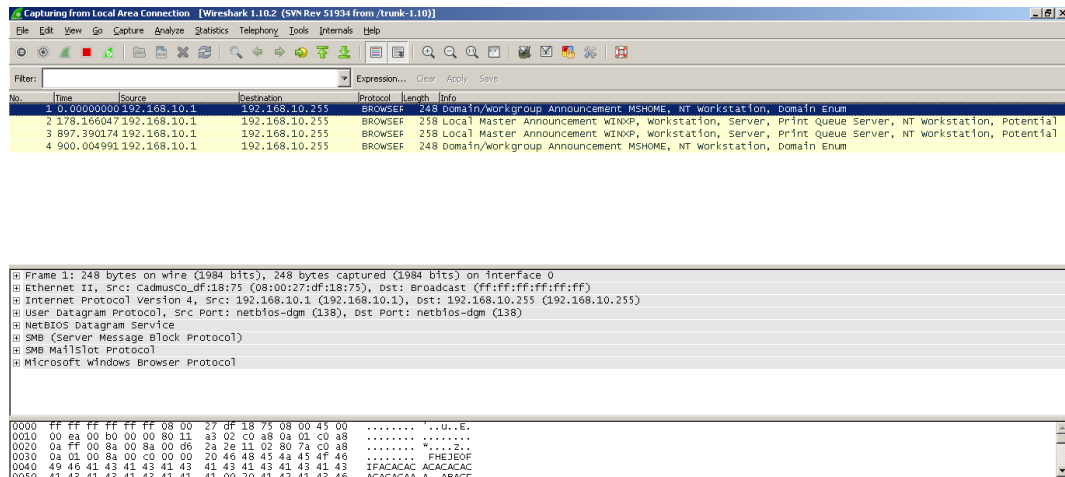 Capturing from Local Area Connection [Wireshark 1.10.2 (SVN Rev 51934 from /trunk-1.10)]
File Edit View Go Capture Analyze Statistics Telephony Tools Internals Help
Filter: Expression... Clear Apply Save
No. Time Source Destination Protocol Length Info
1 0.00000000 192.168.10.1 192.168.10.255 BROWSEF 248 Domain/Workgroup Announcement MSHOME, NT Workstation, Domain Enum
2 178.166047 192.168.10.1 192.168.10.255 BROWSEF 258 Local Master Announcement WINXP, Workstation, Server, Print Queue Server, NT Workstation, Potential
3 897.390174 192.168.10.1 192.168.10.255 BROWSEF 258 Local Master Announcement WINXP, Workstation, Server, Print Queue Server, NT Workstation, Potential
4 900.004991 192.168.10.1 192.168.10.255 BROWSEF 248 Domain/Workgroup Announcement MSHOME, NT Workstation, Domain Enum
Frame 1: 248 bytes on wire (1984 bits), 248 bytes captured (1984 bits) on interface 0
Ethernet II, Src: CadmusCo_df:18:75 (08:00:27:df:18:75), Dst: Broadcast (ff:ff:ff:ff:ff:ff)
Internet Protocol Version 4, Src: 192.168.10.1 (192.168.10.1), Dst: 192.168.10.255 (192.168.10.255)
User Datagram Protocol, Src Port: netbios-dgm (138), Dst Port: netbios-dgm (138)
NetBIOS Datagram Service
SMB (Server Message Block Protocol)
SMB MailSlot Protocol
Microsoft Windows Browser Protocol
0000 ff ff ff ff ff ff 08 00 27 df 18 75 08 00 45 00 ........ '..u..E.
0010 00 ea 00 b0 00 00 80 11 a3 02 c0 a8 0a 01 c0 a8 ........ ........
0020 0a ff 00 8a 00 8a 00 d6 2a 2e 11 02 80 7a c0 a8 ........ *....z..
0030 0a 01 00 8a 00 c0 00 00 20 46 48 45 4a 45 4f 46 ........ FHEJEOF
0040 49 46 41 43 41 43 41 43 41 43 41 43 41 43 41 43 IFACACAC ACACACAC